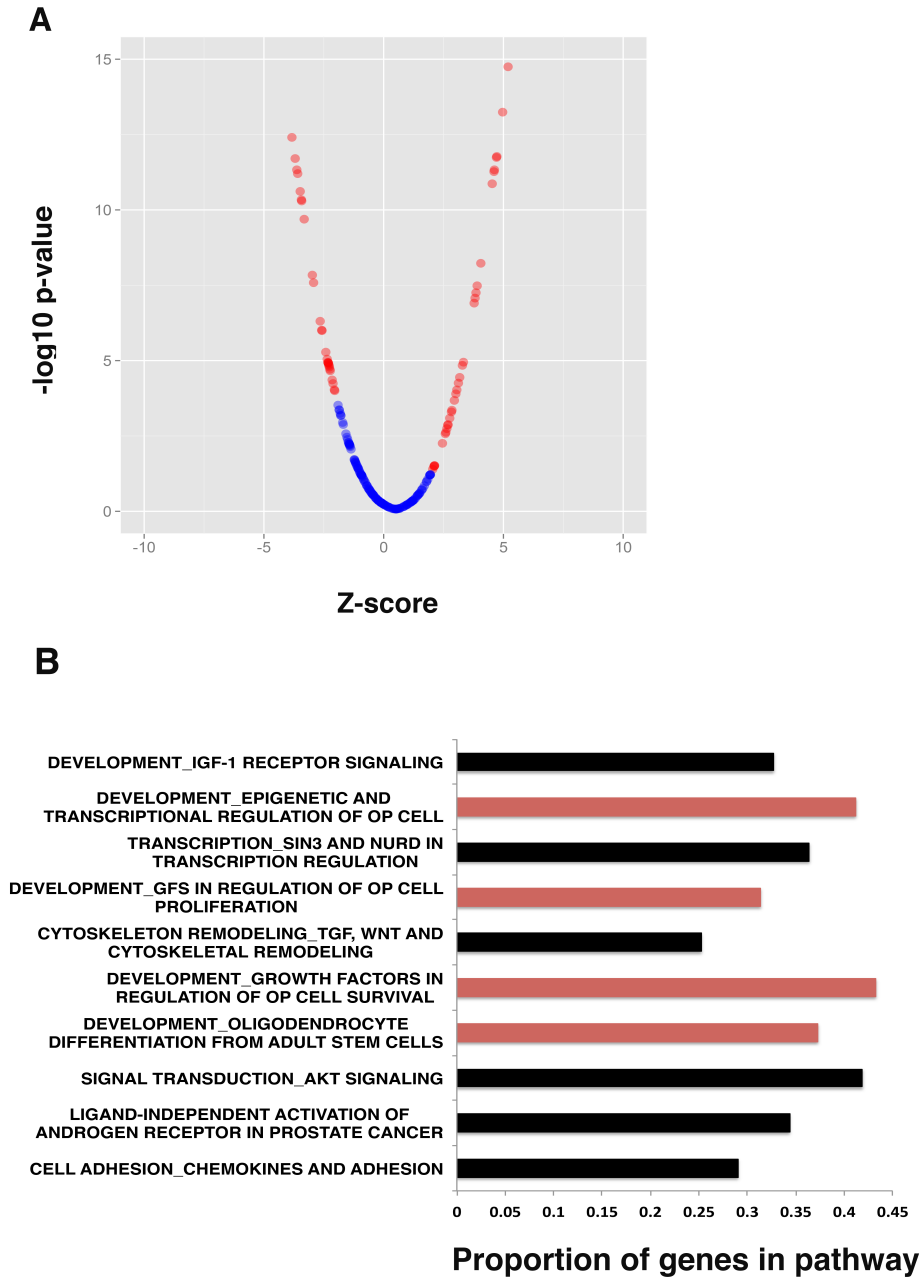 A
15
10
5
0
-10 -5 0 5 10
-log10 p-value
Z-score
B
DEVELOPMENT_IGF-1 RECEPTOR SIGNALING
DEVELOPMENT_EPIGENETIC AND
TRANSCRIPTIONAL REGULATION OF OP CELL
TRANSCRIPTION_SIN3 AND NURD IN
TRANSCRIPTION REGULATION
DEVELOPMENT_GFS IN REGULATION OF OP CELL
PROLIFERATION
CYTOSKELETON REMODELING_TGF, WNT AND
CYTOSKELETAL REMODELING
DEVELOPMENT_GROWTH FACTORS IN
REGULATION OF OP CELL SURVIVAL
DEVELOPMENT_OLIGODENDROCYTE
DIFFERENTIATION FROM ADULT STEM CELLS
SIGNAL TRANSDUCTION_AKT SIGNALING
LIGAND-INDEPENDENT ACTIVATION OF
ANDROGEN RECEPTOR IN PROSTATE CANCER
CELL ADHESION_CHEMOKINES AND ADHESION
0 0.05 0.1 0.15 0.2 0.25 0.3 0.35 0.4 0.45
Proportion of genes in pathway